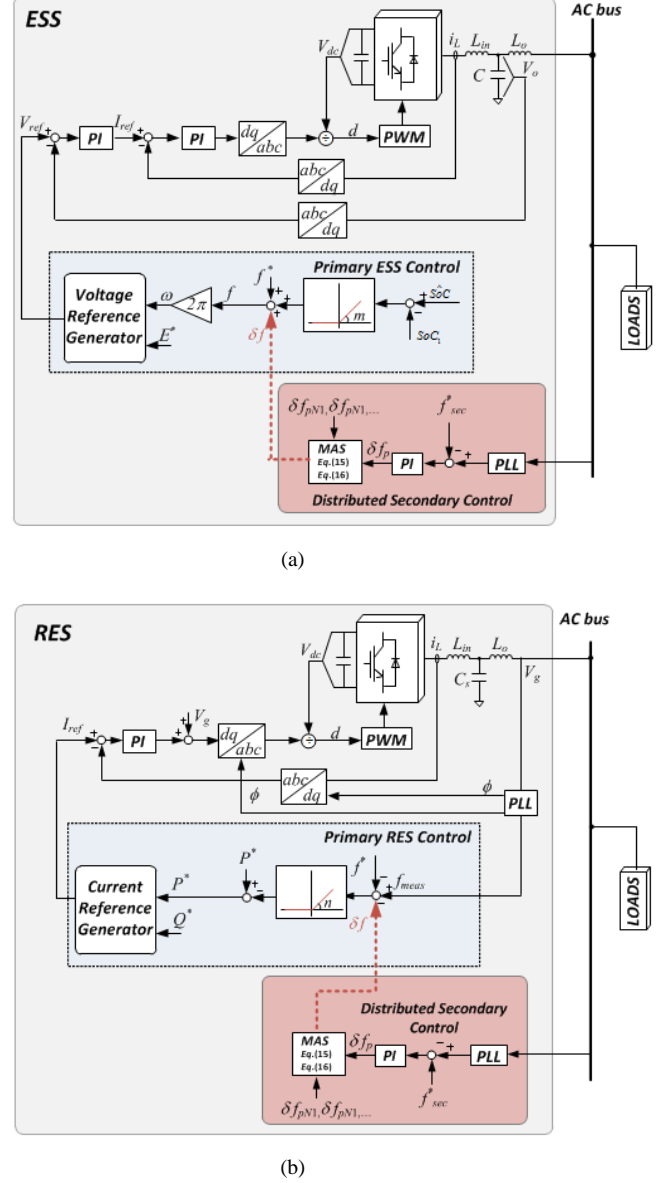 ESS
AC bus
V_dc
i_L
L_in
L_o
C
V_o
V_ref
+
-
PI
I_ref
+
-
PI
dq
abc
÷
d
PWM
abc
dq
abc
dq
Primary ESS Control
Voltage
Reference
Generator
ω
2π
f
f*
+
+
+
m
+
-
SôC
SoC_i
E*
δf
LOADS
δf_pN1, δf_pN1,...
f*_sec
MAS
Eq.(15)
Eq.(16)
δf_p
PI
-
+
PLL
Distributed Secondary Control
(a)
RES
AC bus
V_dc
i_L
L_in
L_o
C_s
V_g
I_ref
+
-
PI
+
+
V_g
dq
abc
÷
d
PWM
ϕ
abc
dq
ϕ
PLL
Primary RES Control
Current
Reference
Generator
P*
P*
+
-
n
f*
-
+
-
f_meas
Q*
δf
LOADS
Distributed Secondary
Control
MAS
Eq.(15)
Eq.(16)
δf_p
PI
-
+
PLL
δf_pN1, δf_pN1,...
f*_sec
(b)